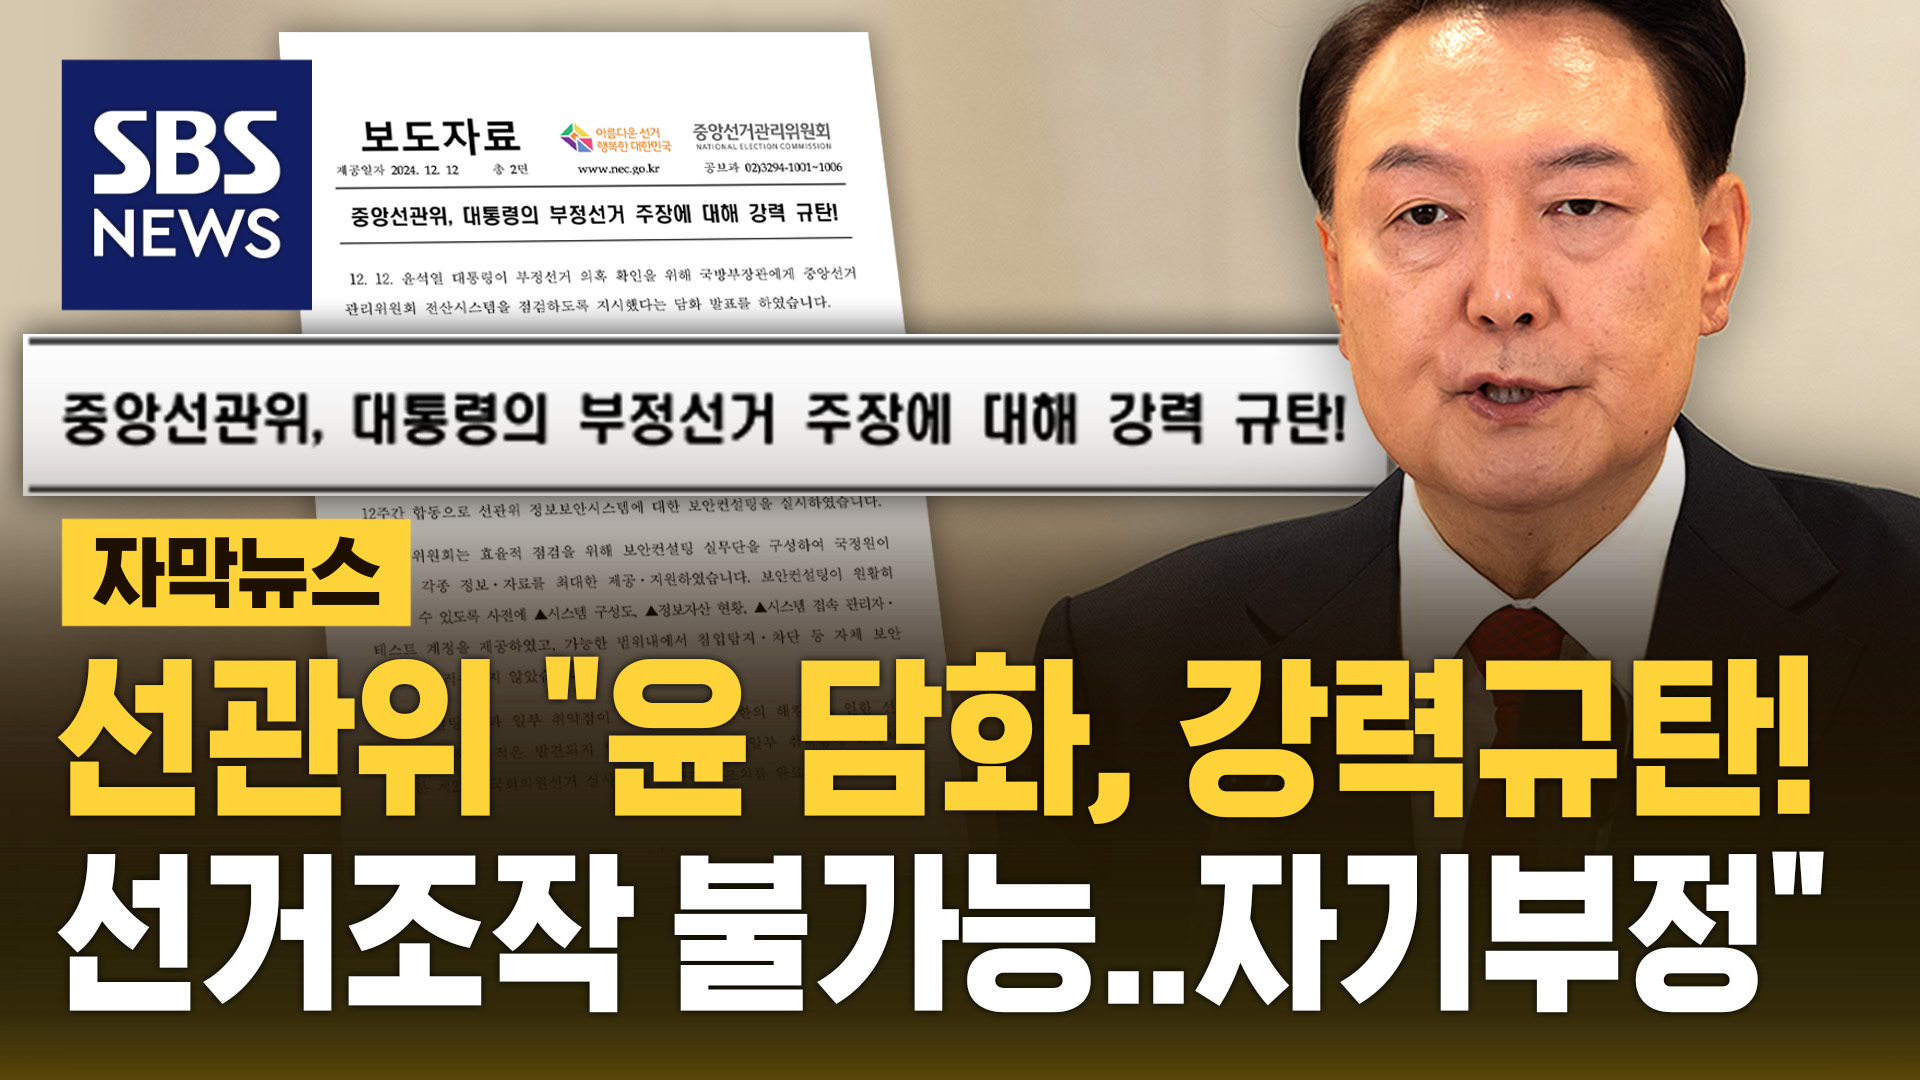 SBS
NEWS
보도자료
아름다운 선거
행복한 대한민국
중앙선거관리위원회
NATIONAL ELECTION COMMISSION
제공일자 2024. 12. 12 총 2면 www.nec.go.kr 공보과 02)3294-1001~1006
중앙선관위, 대통령의 부정선거 주장에 대해 강력 규탄!
12. 12. 윤석열 대통령이 부정선거 의혹 확인을 위해 국방부장관에게 중앙선거
관리위원회 전산시스템을 점검하도록 지시했다는 담화 발표를 하였습니다.
중앙선관위, 대통령의 부정선거 주장에 대해 강력 규탄!
12주간 합동으로 선관위 정보보안시스템에 대한 보안컨설팅을 실시하였습니다.
위원회는 효율적 점검을 위해 보안컨설팅 실무단을 구성하여 국정원이
각종 정보·자료를 최대한 제공·지원하였습니다. 보안컨설팅이 원활히
수 있도록 사전에 ▲시스템 구성도, ▲정보자산 현황, ▲시스템 접속 관리자·
테스트 계정을 제공하였고, 가능한 범위내에서 침입탐지·차단 등 자체 보안
자막뉴스
선관위 "윤 담화, 강력규탄!
선거조작 불가능..자기부정"